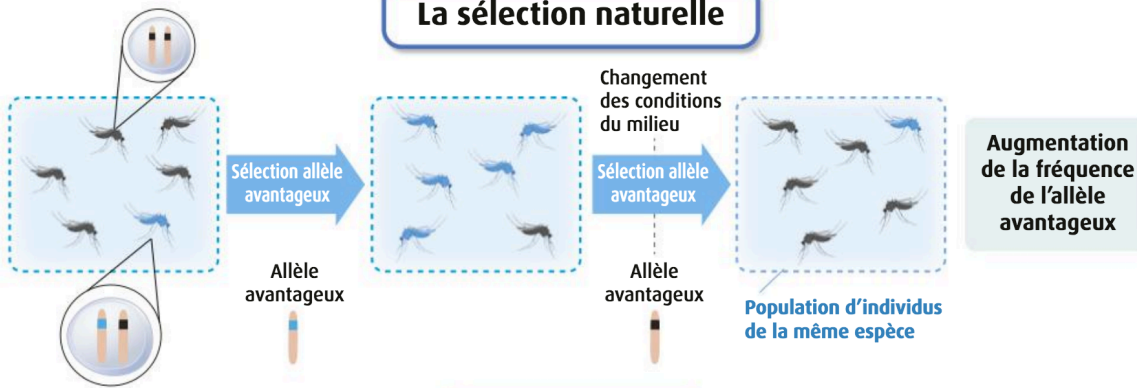 La sélection naturelle
Changement
des conditions
du milieu
Sélection allèle
avantageux
Sélection allèle
avantageux
Augmentation
de la fréquence
de l'allèle
avantageux
Allèle
avantageux
Allèle
avantageux
Population d'individus
de la même espèce